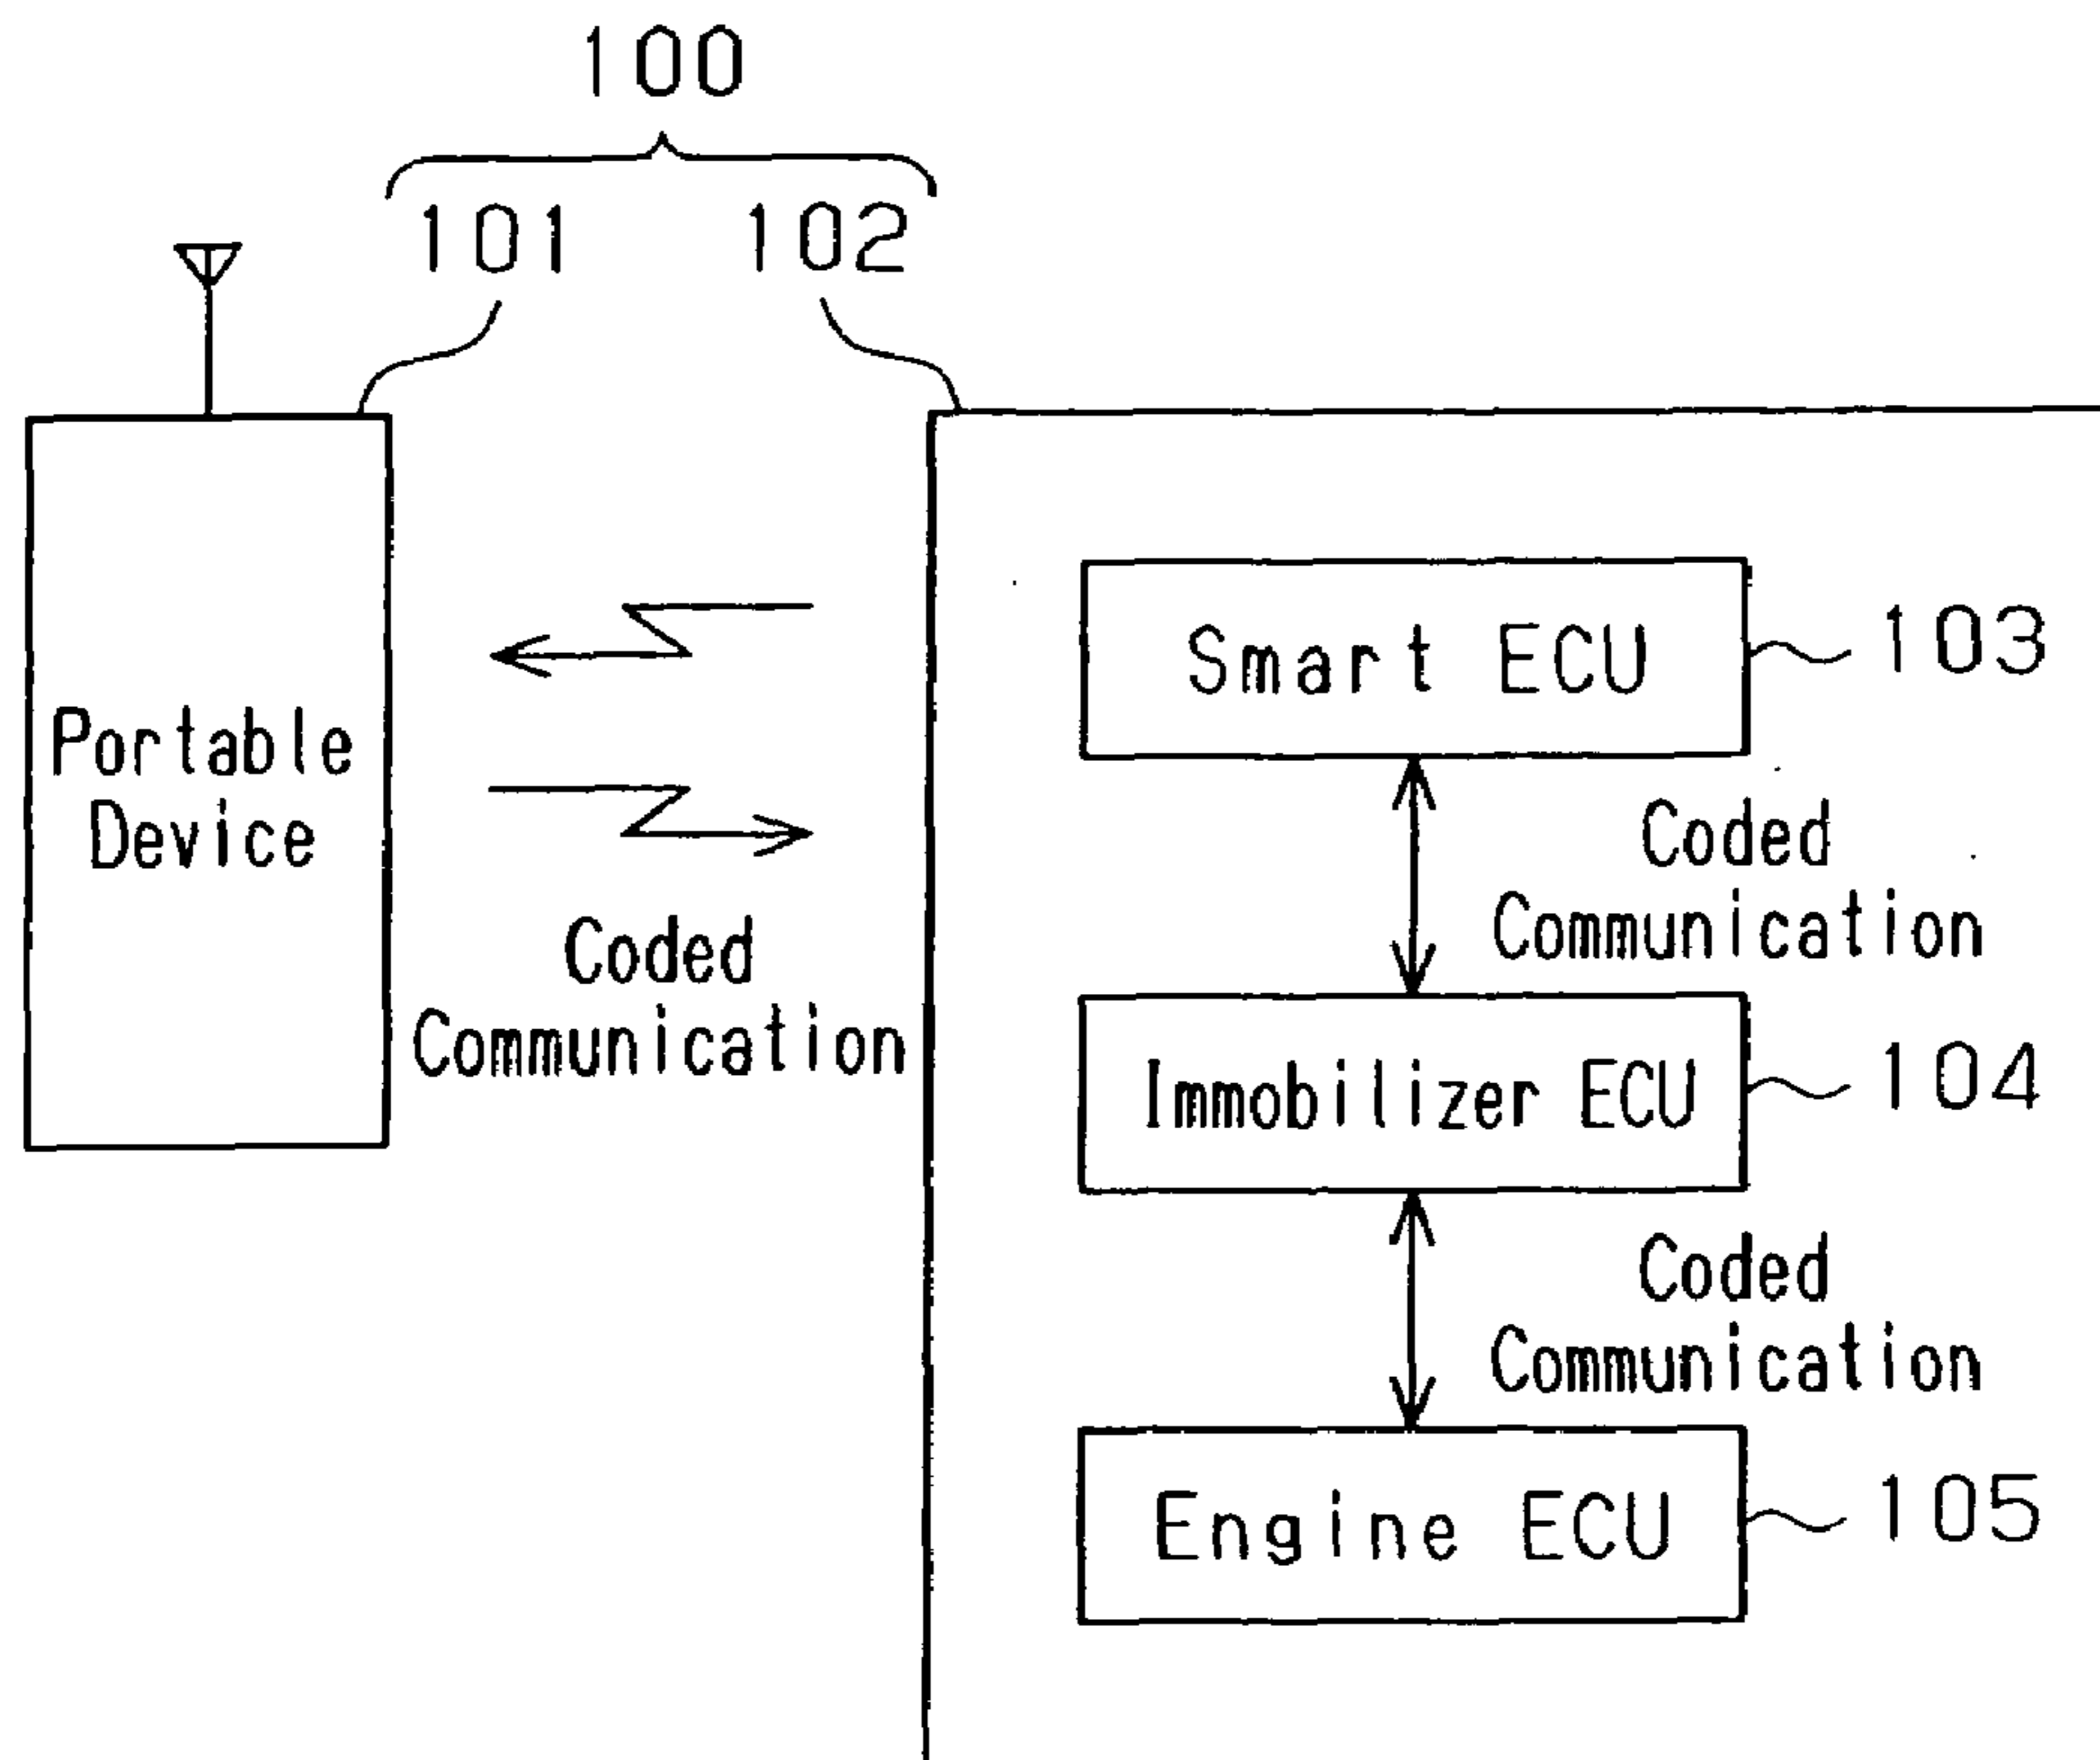 100
101 102
Smart ECU 103
Portable
Device
Coded
Communication
Coded
Communication
Immobilizer ECU 104
Coded
Communication
Engine ECU 105